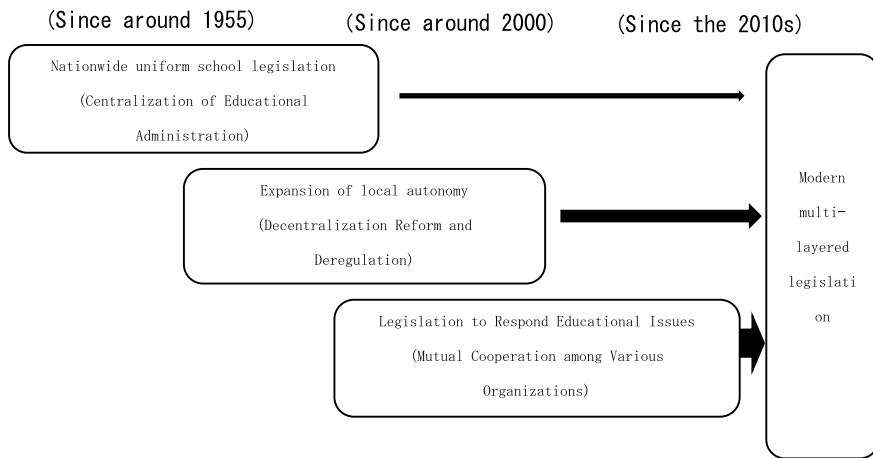 (Since around 1955)
(Since around 2000)
(Since the 2010s)
Nationwide uniform school legislation
(Centralization of Educational
Administration)
Expansion of local autonomy
(Decentralization Reform and
Deregulation)
Legislation to Respond Educational Issues
(Mutual Cooperation among Various
Organizations)
Modern
multi-
layered
legislati
on